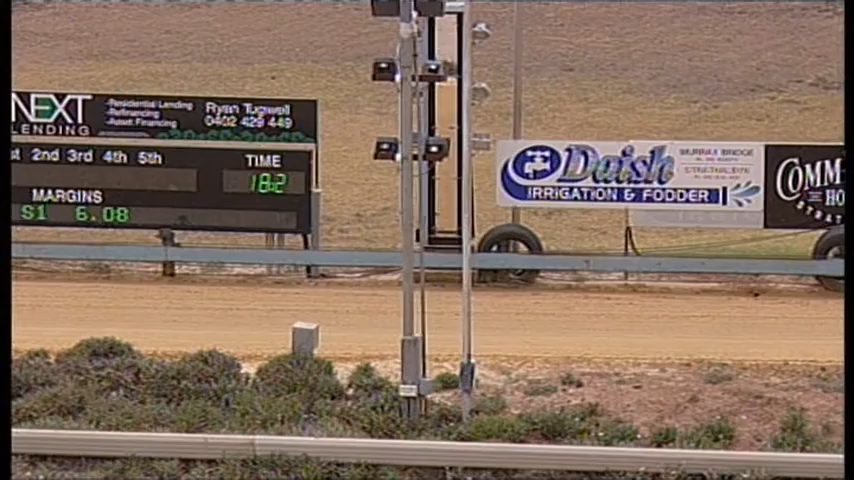 NEXT
LENDING
-Residential Lending
-Refinancing
-Asset Financing
Ryan Tugwell
0402 429 449
2nd 3rd 4th 5th
TIME
18.2
MARGINS
S1 6.08
Daish
IRRIGATION & FODDER
MURRAY BRIDGE
STRATHALBYN
COMM
HO
STRAT